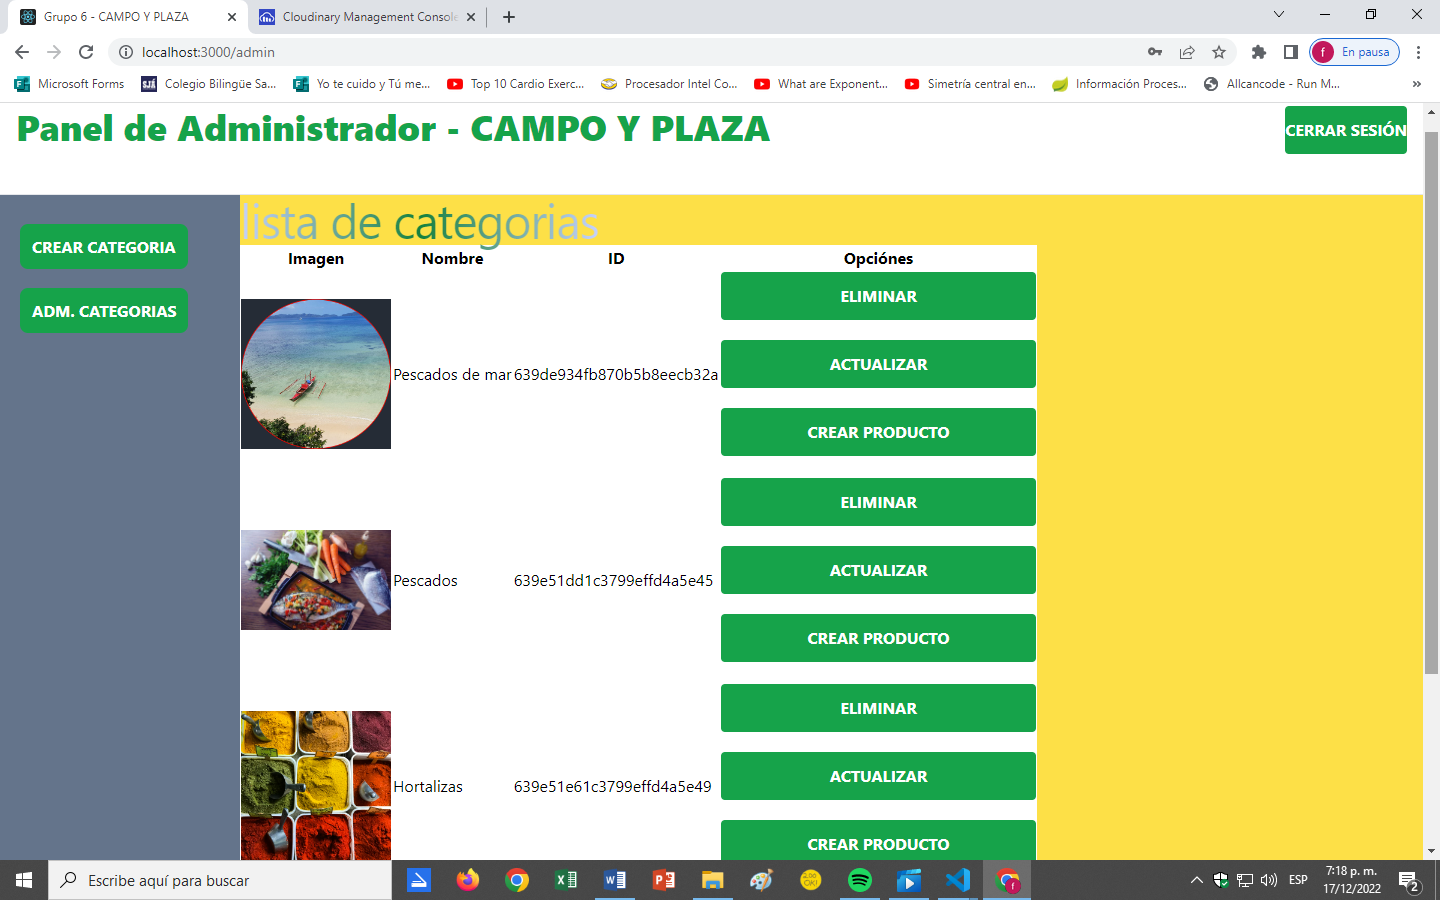 Grupo 6 - CAMPO Y PLAZA
Cloudinary Management Console
localhost:3000/admin
En pausa
Microsoft Forms
Colegio Bilingüe Sa...
Yo te cuido y Tú me...
Top 10 Cardio Exerc...
Procesador Intel Co...
What are Exponent...
Simetría central en...
Información Proces...
Allcancode - Run M...
Panel de Administrador - CAMPO Y PLAZA
CERRAR SESIÓN
CREAR CATEGORIA
ADM. CATEGORIAS
lista de categorias
Imagen Nombre ID Opciónes
ELIMINAR
Pescados de mar 639de934fb870b5b8eecb32a ACTUALIZAR
CREAR PRODUCTO
ELIMINAR
Pescados 639e51dd1c3799effd4a5e45 ACTUALIZAR
CREAR PRODUCTO
ELIMINAR
Hortalizas 639e51e61c3799effd4a5e49 ACTUALIZAR
CREAR PRODUCTO
Escribe aquí para buscar
ESP
7:18 p. m.
17/12/2022
2